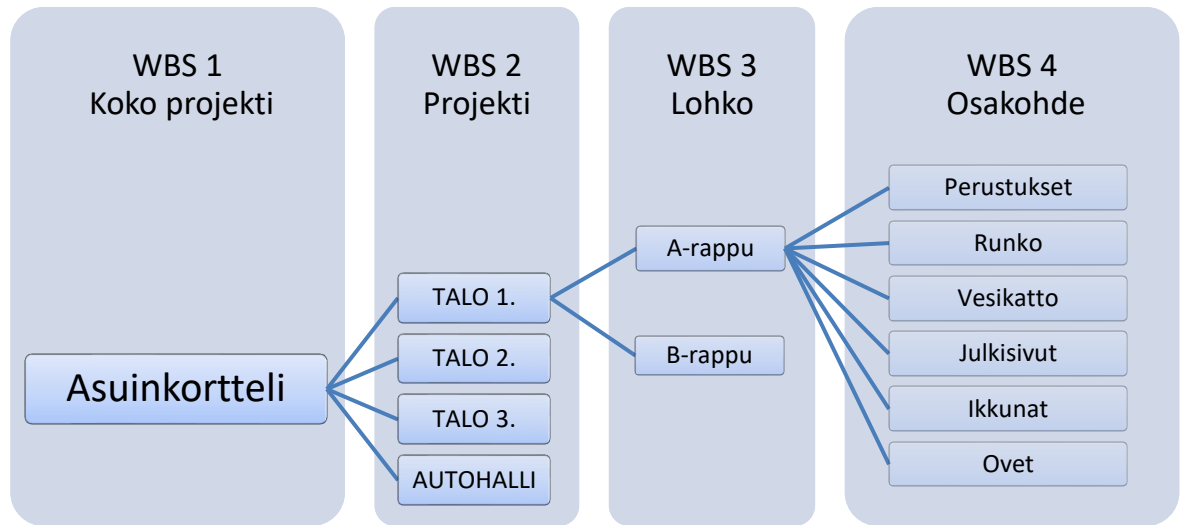 WBS 1
Koko projekti
WBS 2
Projekti
WBS 3
Lohko
WBS 4
Osakohde
Asuinkortteli
TALO 1.
TALO 2.
TALO 3.
AUTOHALLI
A-rappu
B-rappu
Perustukset
Runko
Vesikatto
Julkisivut
Ikkunat
Ovet